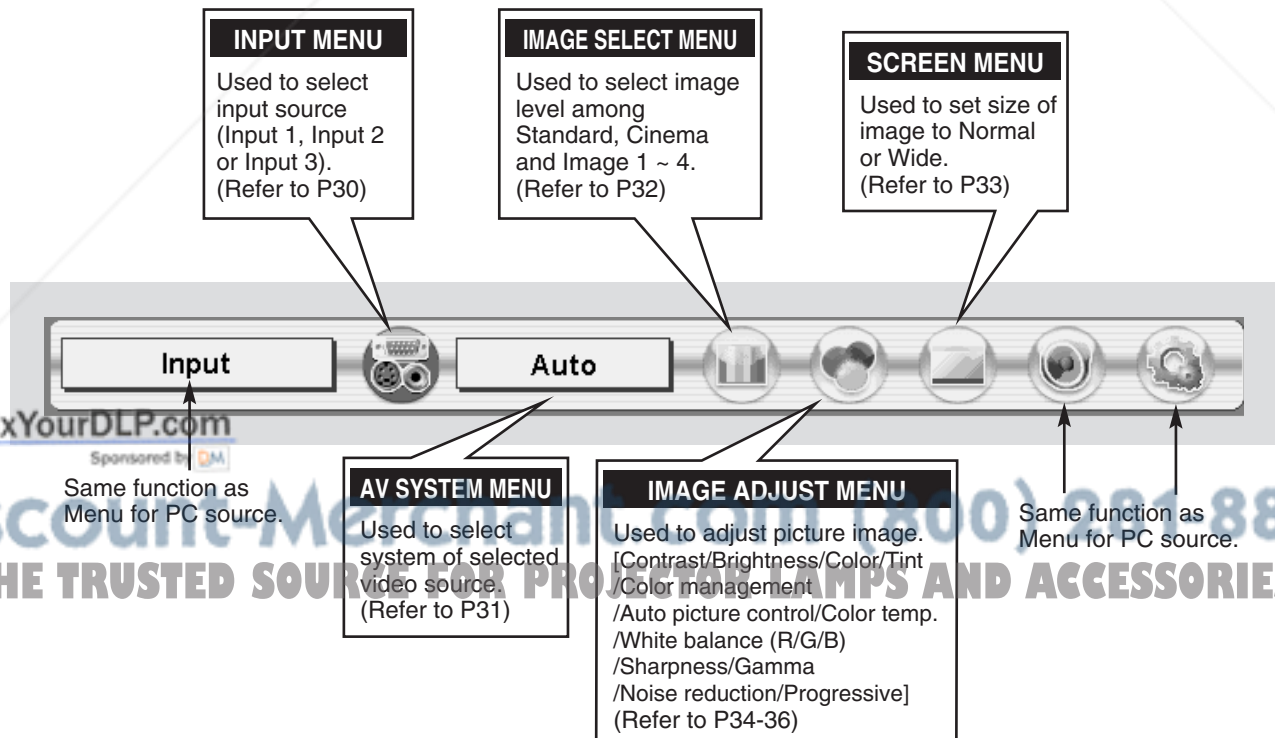 INPUT MENU
Used to select
input source
(Input 1, Input 2
or Input 3).
(Refer to P30)
IMAGE SELECT MENU
Used to select image
level among
Standard, Cinema
and Image 1 ~ 4.
(Refer to P32)
SCREEN MENU
Used to set size of
image to Normal
or Wide.
(Refer to P33)
Input
Auto
xYourDLP.com
Sponsored by DM
Same function as
Menu for PC source.
AV SYSTEM MENU
Used to select
system of selected
video source.
(Refer to P31)
IMAGE ADJUST MENU
Used to adjust picture image.
[Contrast/Brightness/Color/Tint
/Color management
/Auto picture control/Color temp.
/White balance (R/G/B)
/Sharpness/Gamma
/Noise reduction/Progressive]
(Refer to P34-36)
Same function as
Menu for PC source.
scount-Merchant.com (800) 281-88
HE TRUSTED SOURCE FOR PROJECTOR LAMPS AND ACCESSORIES